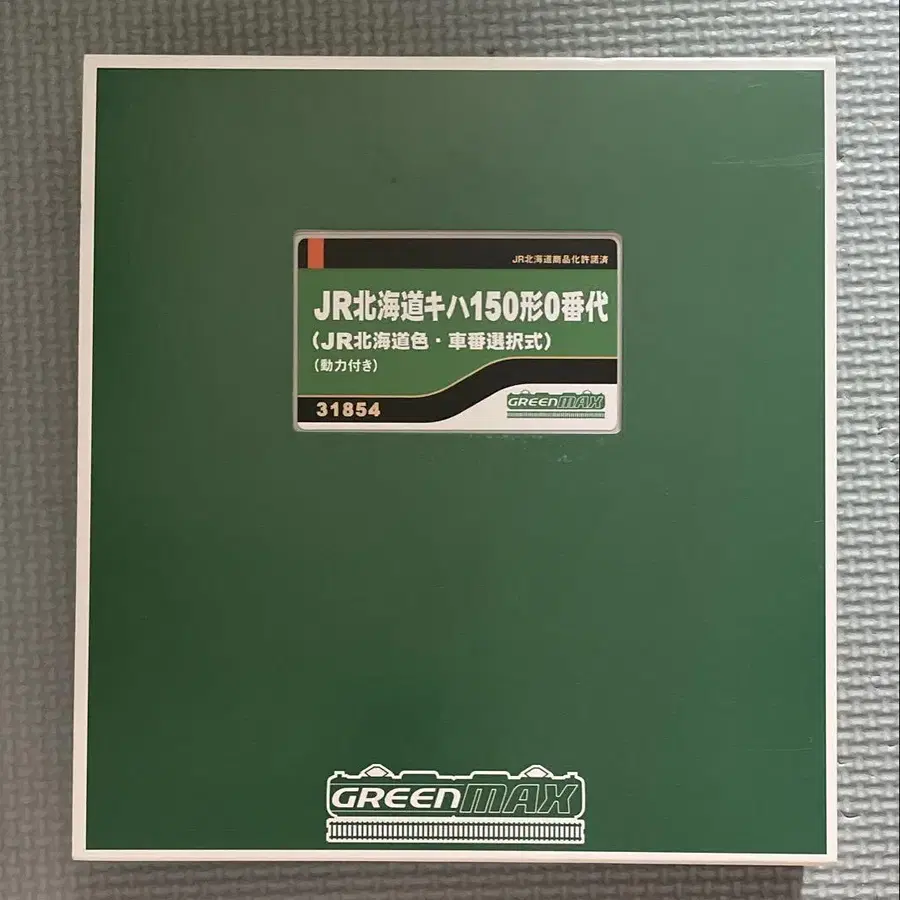 JR北海道商品化許諾済
JR北海道キハ150形0番代
(JR北海道色・車番選択式)
(動力付き)
31854
GREENMAX
GREENMAX